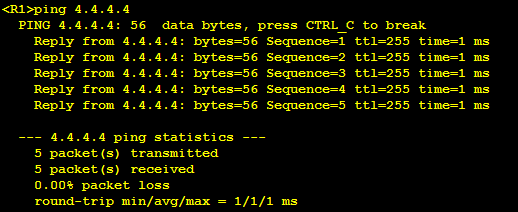 <R1>ping 4.4.4.4
PING 4.4.4.4: 56  data bytes, press CTRL_C to break
Reply from 4.4.4.4: bytes=56 Sequence=1 ttl=255 time=1 ms
Reply from 4.4.4.4: bytes=56 Sequence=2 ttl=255 time=1 ms
Reply from 4.4.4.4: bytes=56 Sequence=3 ttl=255 time=1 ms
Reply from 4.4.4.4: bytes=56 Sequence=4 ttl=255 time=1 ms
Reply from 4.4.4.4: bytes=56 Sequence=5 ttl=255 time=1 ms
--- 4.4.4.4 ping statistics ---
5 packet(s) transmitted
5 packet(s) received
0.00% packet loss
round-trip min/avg/max = 1/1/1 ms